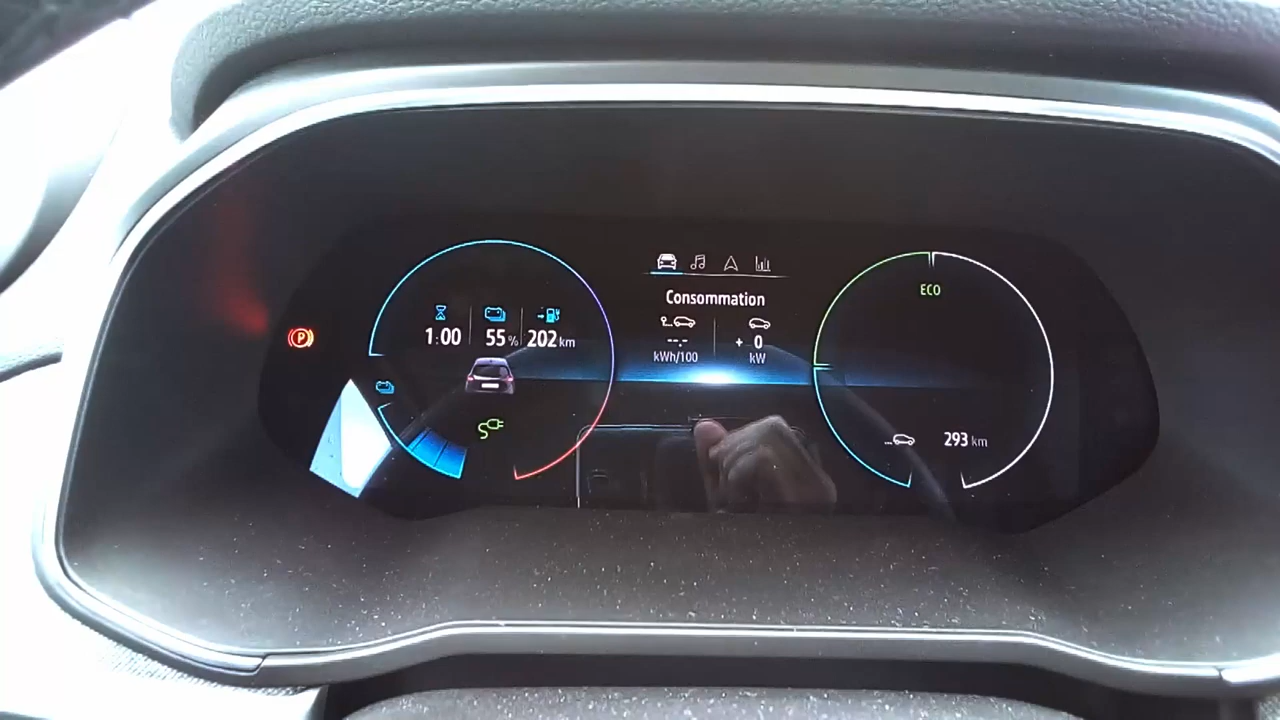 Consommation
1:00 55 % 202 km
--.- + 0
kWh/100 kW
ECO
P
293 km